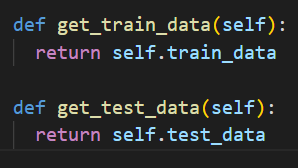 def get_train_data(self):
  return self.train_data

def get_test_data(self):
  return self.test_data